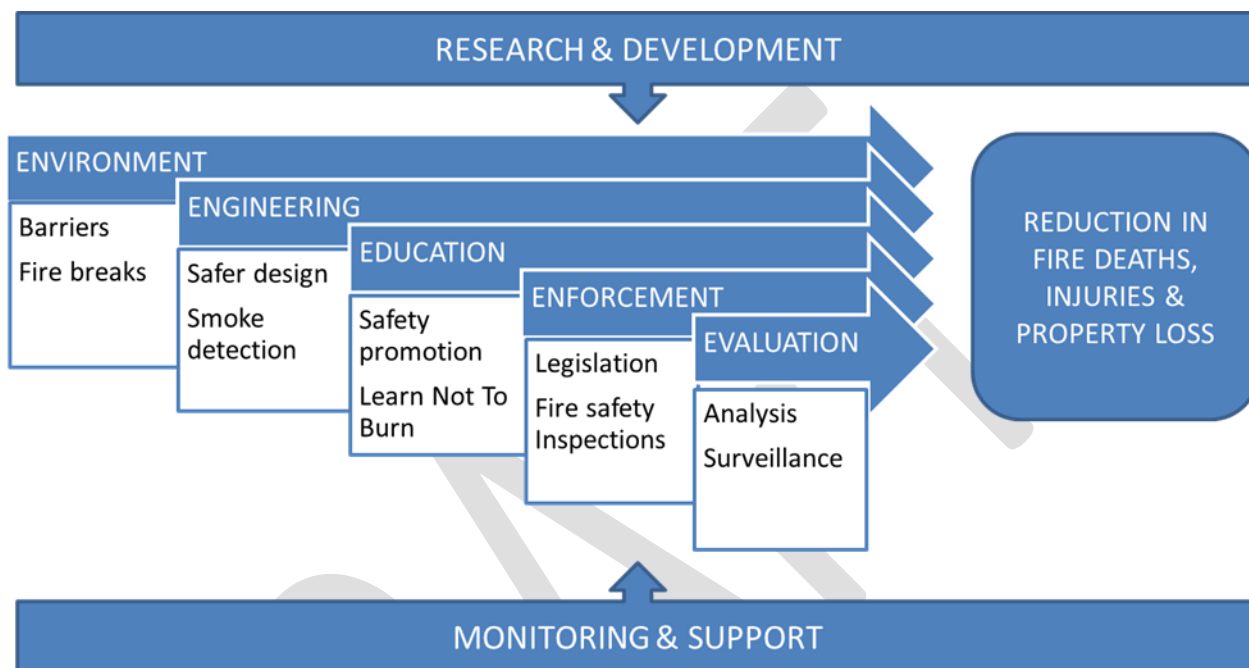 RESEARCH & DEVELOPMENT
ENVIRONMENT
Barriers
Fire breaks
ENGINEERING
Safer design
Smoke
detection
EDUCATION
Safety
promotion
Learn Not To
Burn
ENFORCEMENT
Legislation
Fire safety
Inspections
EVALUATION
Analysis
Surveillance
REDUCTION IN
FIRE DEATHS,
INJURIES &
PROPERTY LOSS
MONITORING & SUPPORT